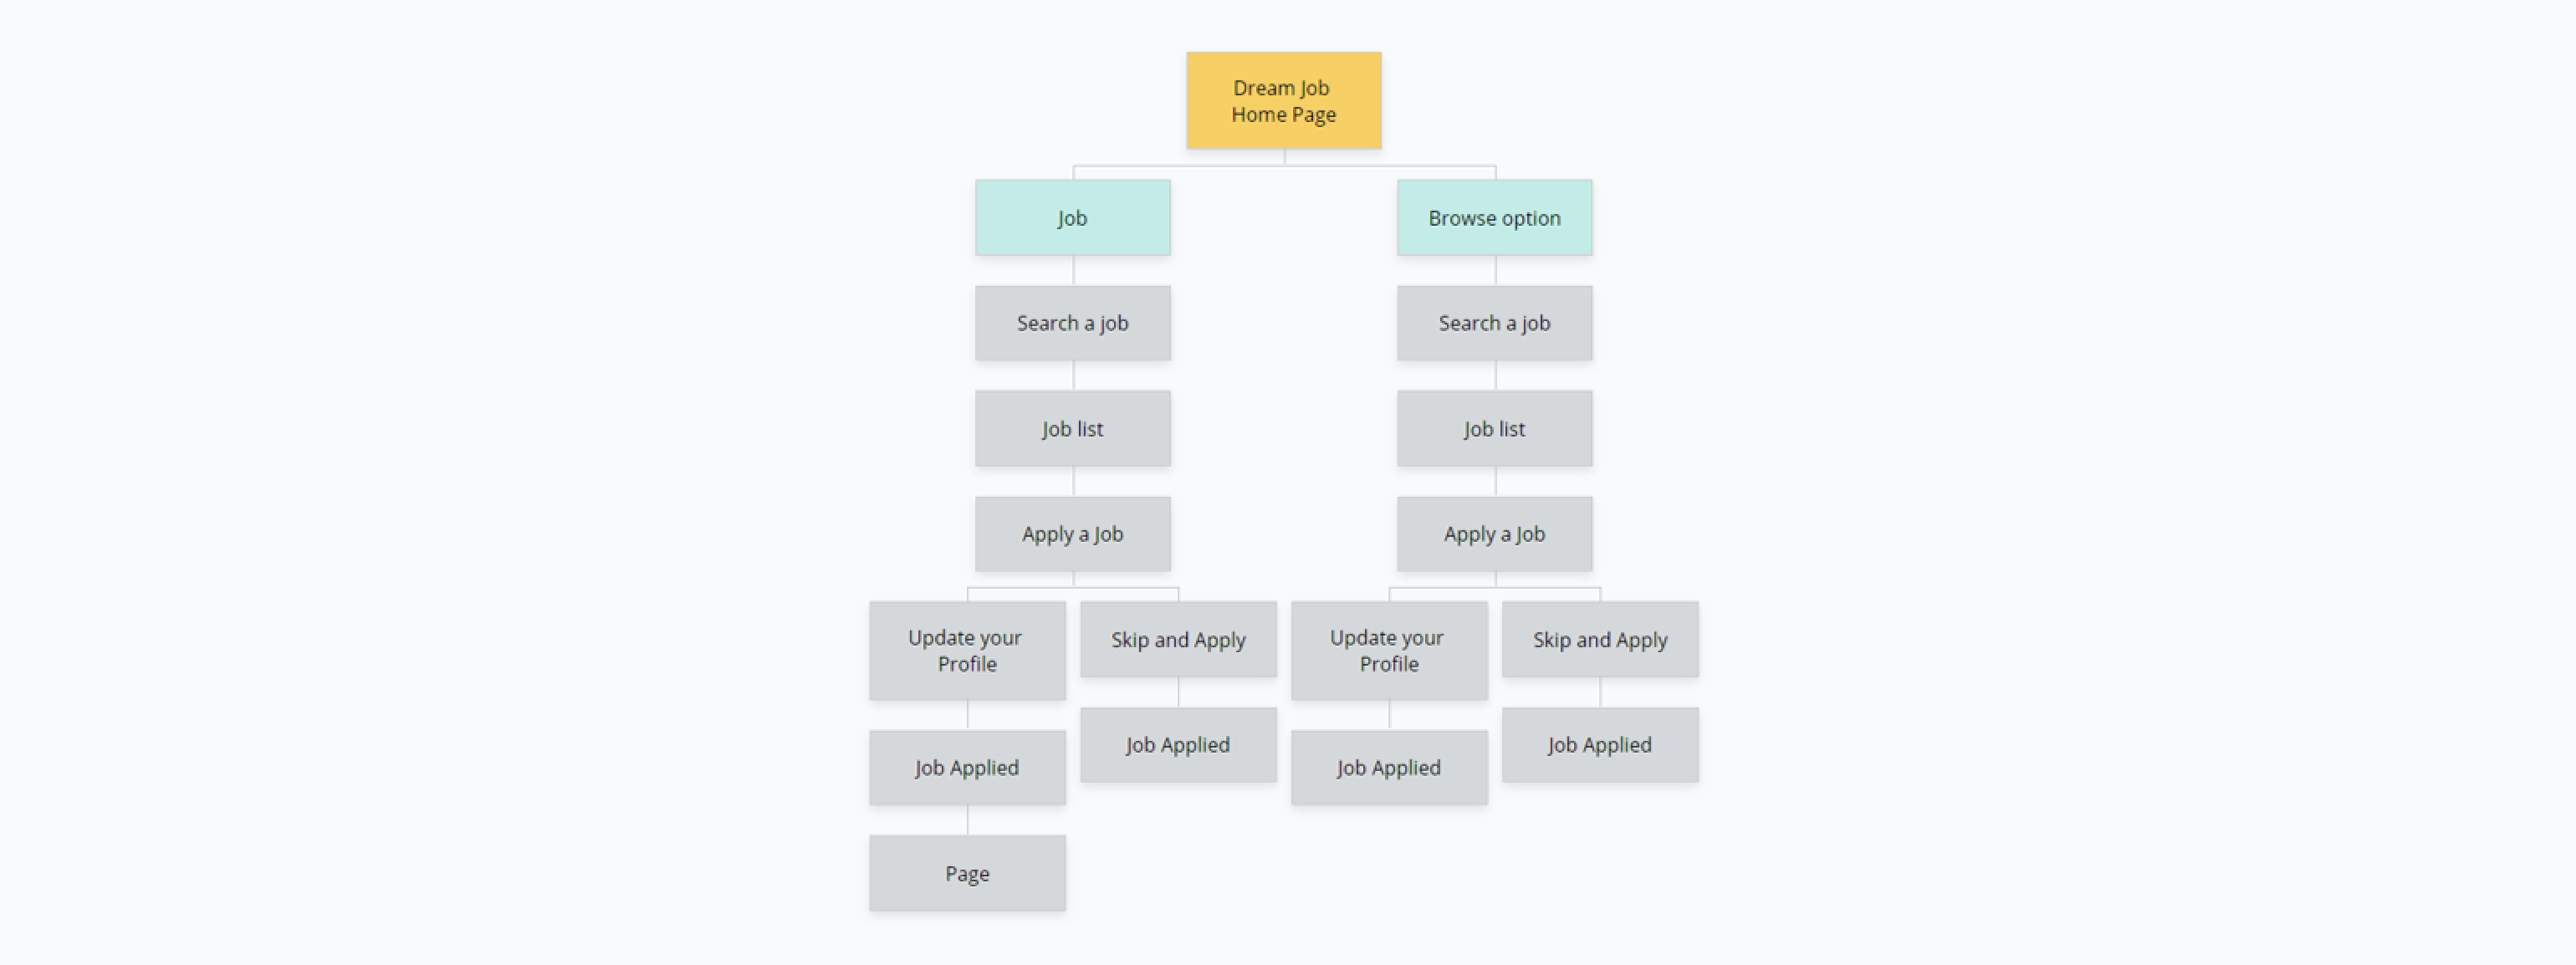 Dream Job
Home Page
Job
Browse option
Search a job
Search a job
Job list
Job list
Apply a Job
Apply a Job
Update your
Profile
Skip and Apply
Update your
Profile
Skip and Apply
Job Applied
Job Applied
Job Applied
Job Applied
Page